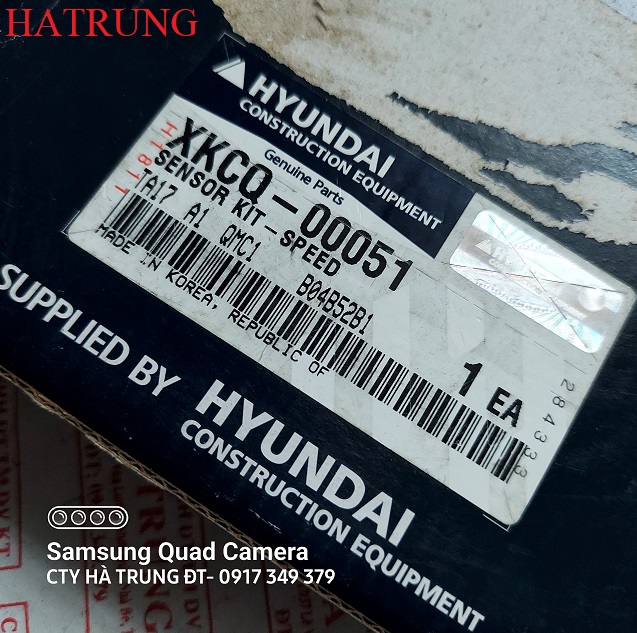 HATRUNG
HYUNDAI
CONSTRUCTION EQUIPMENT
Genuine Parts
XKCQ-00051
SENSOR KIT-SPEED
TA17 A1 QMC1 B04B52B1
MADE IN KOREA, REPUBLIC OF
1 EA
284333
SUPPLIED BY HYUNDAI
CONSTRUCTION EQUIPMENT
Samsung Quad Camera
CTY HÀ TRUNG ĐT- 0917 349 379